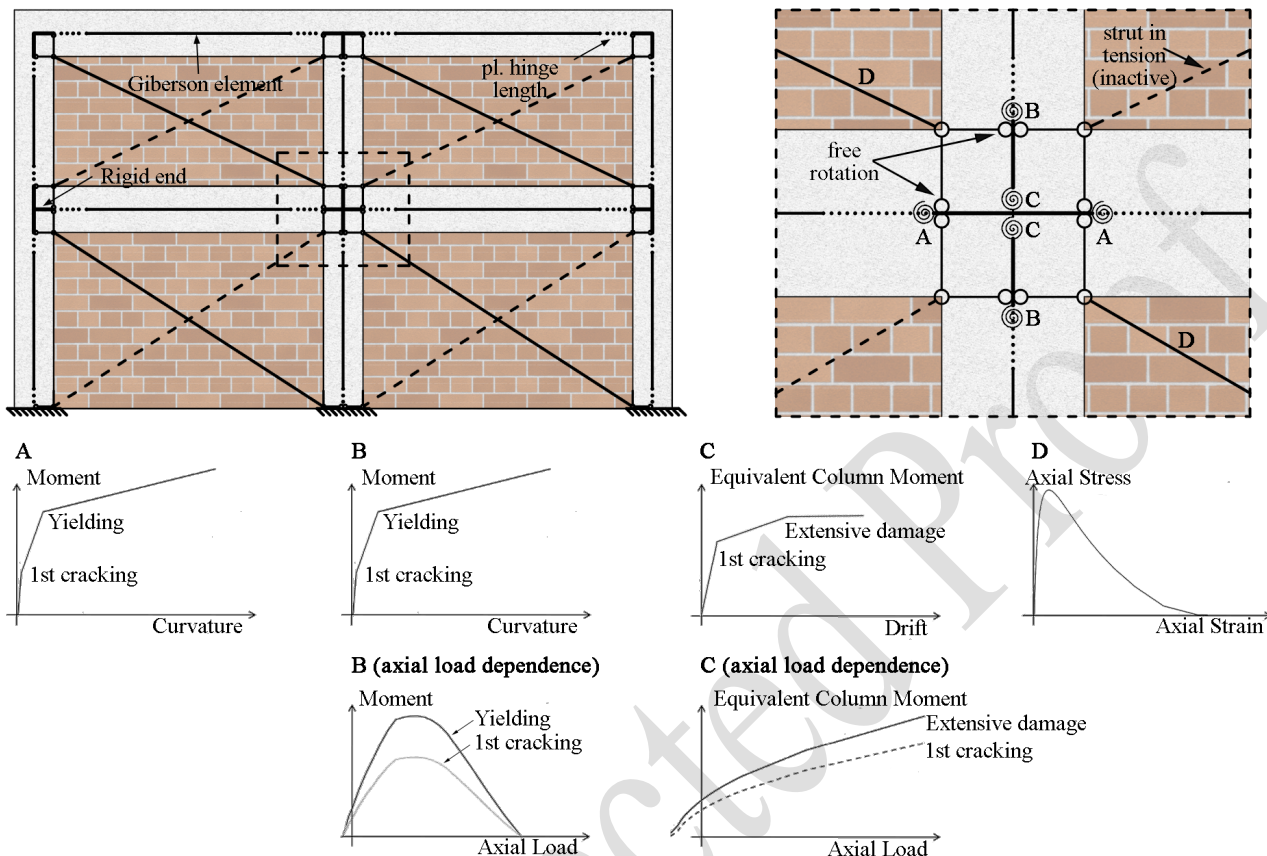 Giberson element
pl. hinge
length
Rigid end
strut in
tension
(inactive)
D
B
free
rotation
C
C
A
A
B
D
A
Moment
Yielding
1st cracking
Curvature
B
Moment
Yielding
1st cracking
Curvature
C
Equivalent Column Moment
Extensive damage
1st cracking
Drift
D
Axial Stress
Axial Strain
B (axial load dependence)
Moment
Yielding
1st cracking
Axial Load
C (axial load dependence)
Equivalent Column Moment
Extensive damage
1st cracking
Axial Load
cted Proof